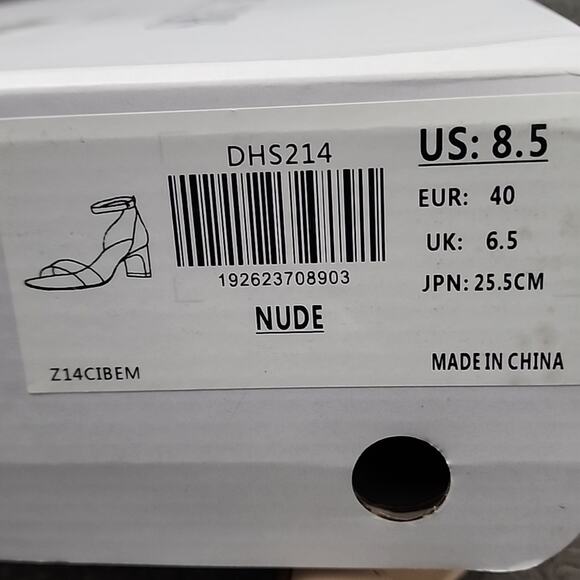 DHS214
192623708903
NUDE
Z14CIBEM
US: 8.5
EUR: 40
UK: 6.5
JPN: 25.5CM
MADE IN CHINA